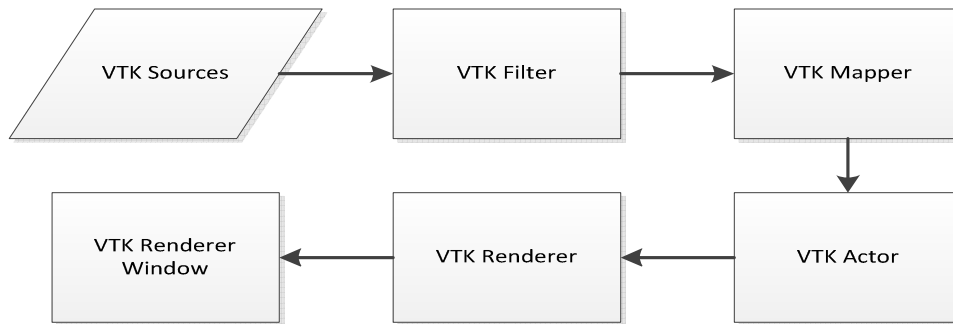 VTK Sources
VTK Filter
VTK Mapper
VTK Renderer
Window
VTK Renderer
VTK Actor